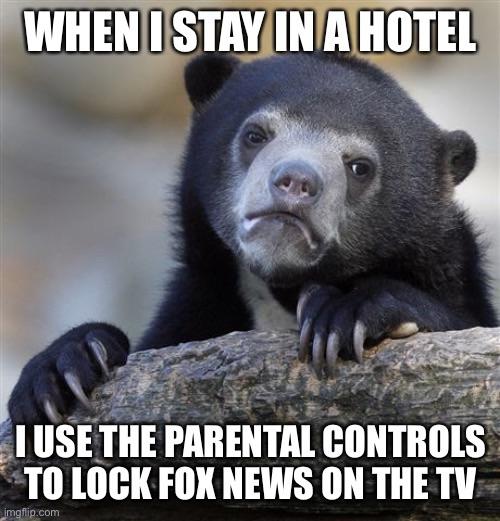 WHEN I STAY IN A HOTEL
I USE THE PARENTAL CONTROLS
TO LOCK FOX NEWS ON THE TV
imgflip.com